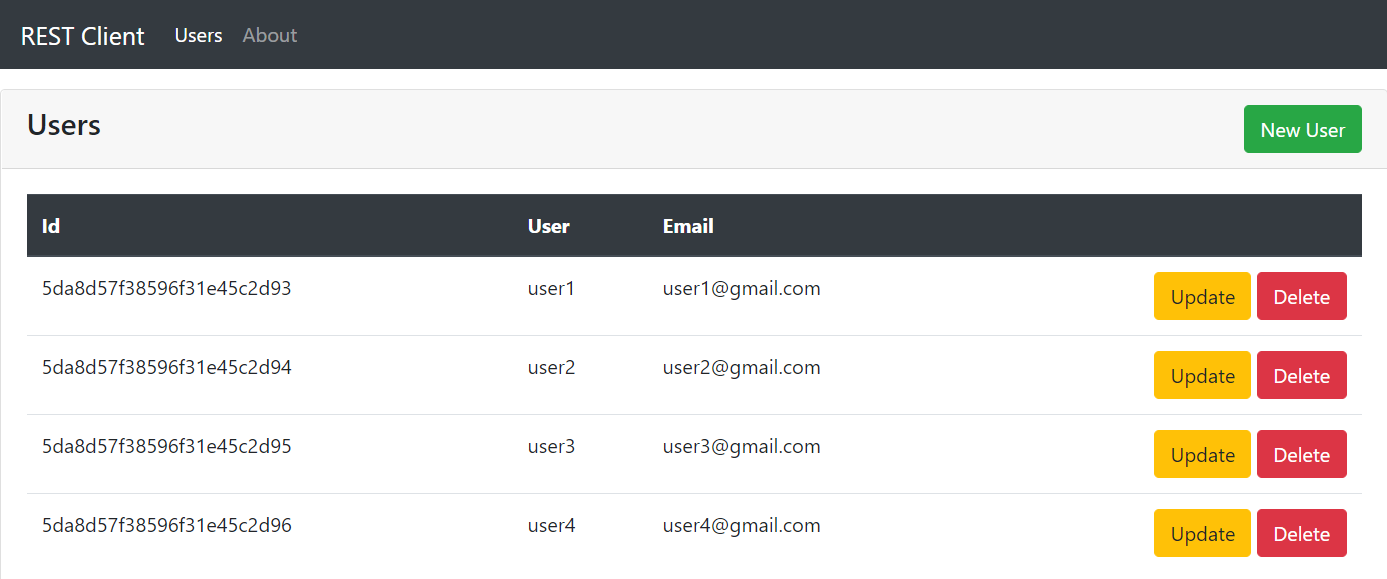 REST Client Users About
Users New User
Id User Email
5da8d57f38596f31e45c2d93 user1 user1@gmail.com Update Delete
5da8d57f38596f31e45c2d94 user2 user2@gmail.com Update Delete
5da8d57f38596f31e45c2d95 user3 user3@gmail.com Update Delete
5da8d57f38596f31e45c2d96 user4 user4@gmail.com Update Delete